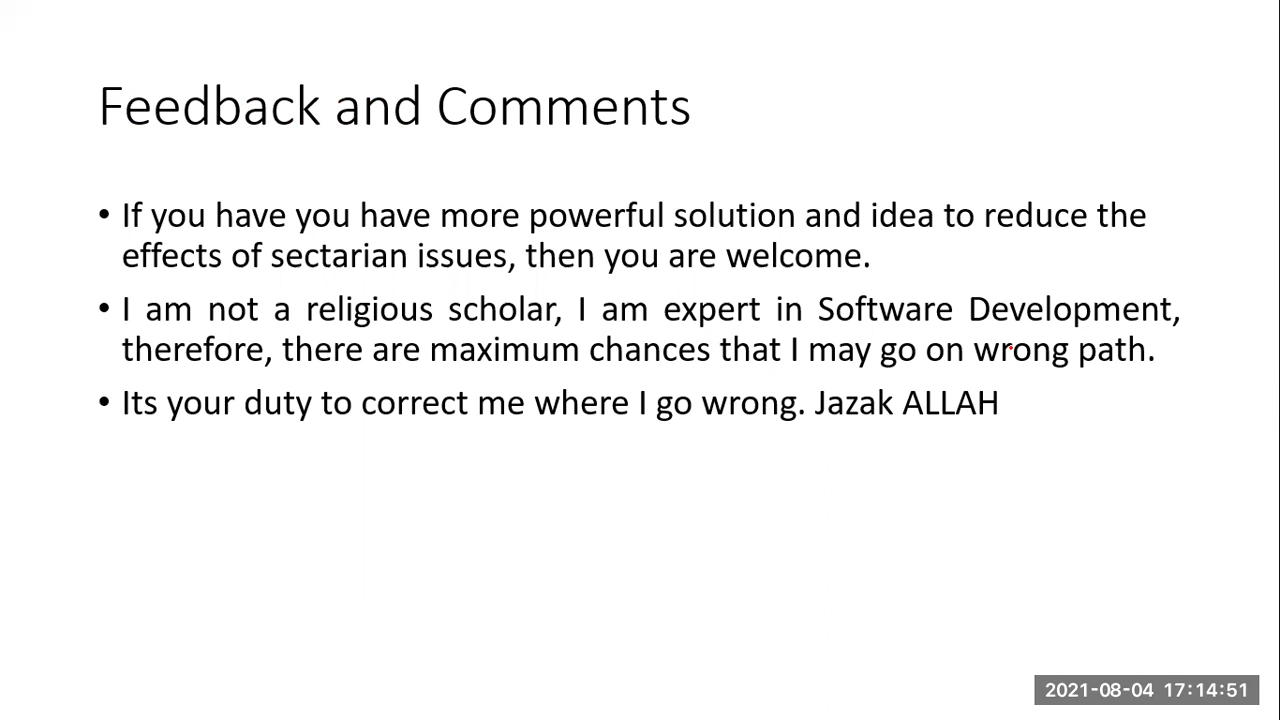 Feedback and Comments
• If you have you have more powerful solution and idea to reduce the
effects of sectarian issues, then you are welcome.
• I am not a religious scholar, I am expert in Software Development,
therefore, there are maximum chances that I may go on wrong path.
• Its your duty to correct me where I go wrong. Jazak ALLAH
2021-08-04 17:14:51